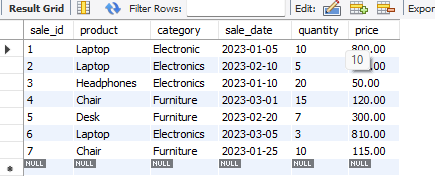 Result Grid Filter Rows: Edit: Expor
sale_id product category sale_date quantity price
1 Laptop Electronic 2023-01-05 10 800.00
2 Laptop Electronics 2023-02-10 5 .00
10
3 Headphones Electronics 2023-01-10 20 50.00
4 Chair Furniture 2023-03-01 15 120.00
5 Desk Furniture 2023-02-20 7 300.00
6 Laptop Electronics 2023-03-05 3 810.00
7 Chair Furniture 2023-01-25 10 115.00
NULL NULL NULL NULL NULL NULL